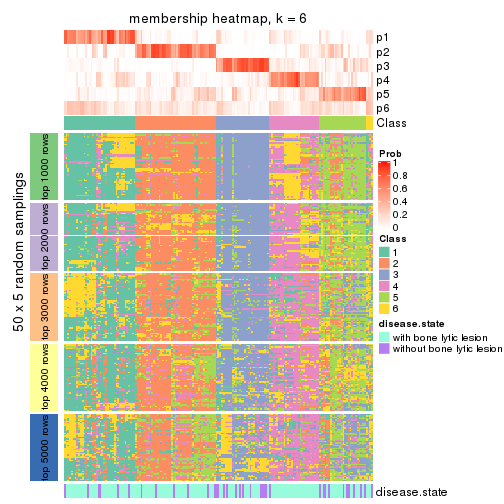 membership heatmap, k = 6
p1
p2
p3
p4
p5
p6
Class
50 x 5 random samplings
top 1000 rows
top 2000 rows
top 3000 rows
top 4000 rows
top 5000 rows
Prob
1
0.8
0.6
0.4
0.2
0
Class
1
2
3
4
5
6
disease.state
with bone lytic lesion
without bone lytic lesion
disease.state